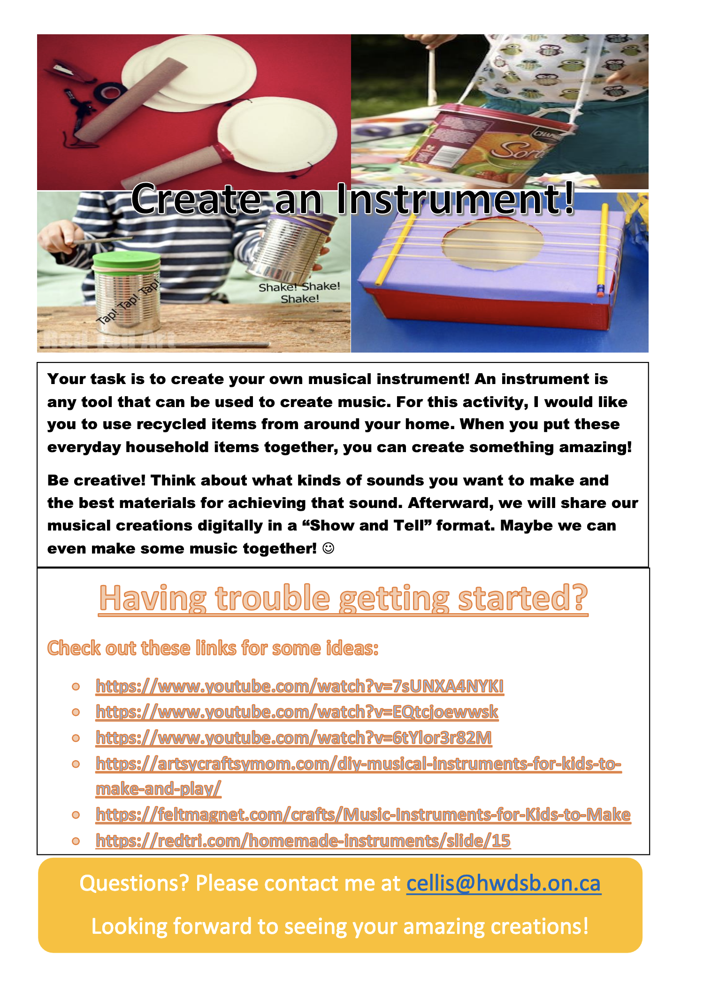 CHAPMAN
Sorb
Create an Instrument!
Tap! Tap! Tap!
Shake! Shake!
Shake!
Red Ted Art
Your task is to create your own musical instrument! An instrument is
any tool that can be used to create music. For this activity, I would like
you to use recycled items from around your home. When you put these
everyday household items together, you can create something amazing!
Be creative! Think about what kinds of sounds you want to make and
the best materials for achieving that sound. Afterward, we will share our
musical creations digitally in a “Show and Tell” format. Maybe we can
even make some music together! ☺
Having trouble getting started?
Check out these links for some ideas:
https://www.youtube.com/watch?v=7sUNXA4NYKI
https://www.youtube.com/watch?v=EQtcjoewwsk
https://www.youtube.com/watch?v=6tYlor3r82M
https://artsycraftsymom.com/diy-musical-instruments-for-kids-to-
make-and-play/
https://feltmagnet.com/crafts/Music-Instruments-for-Kids-to-Make
https://redtri.com/homemade-instruments/slide/15
Questions? Please contact me at cellis@hwdsb.on.ca
Looking forward to seeing your amazing creations!